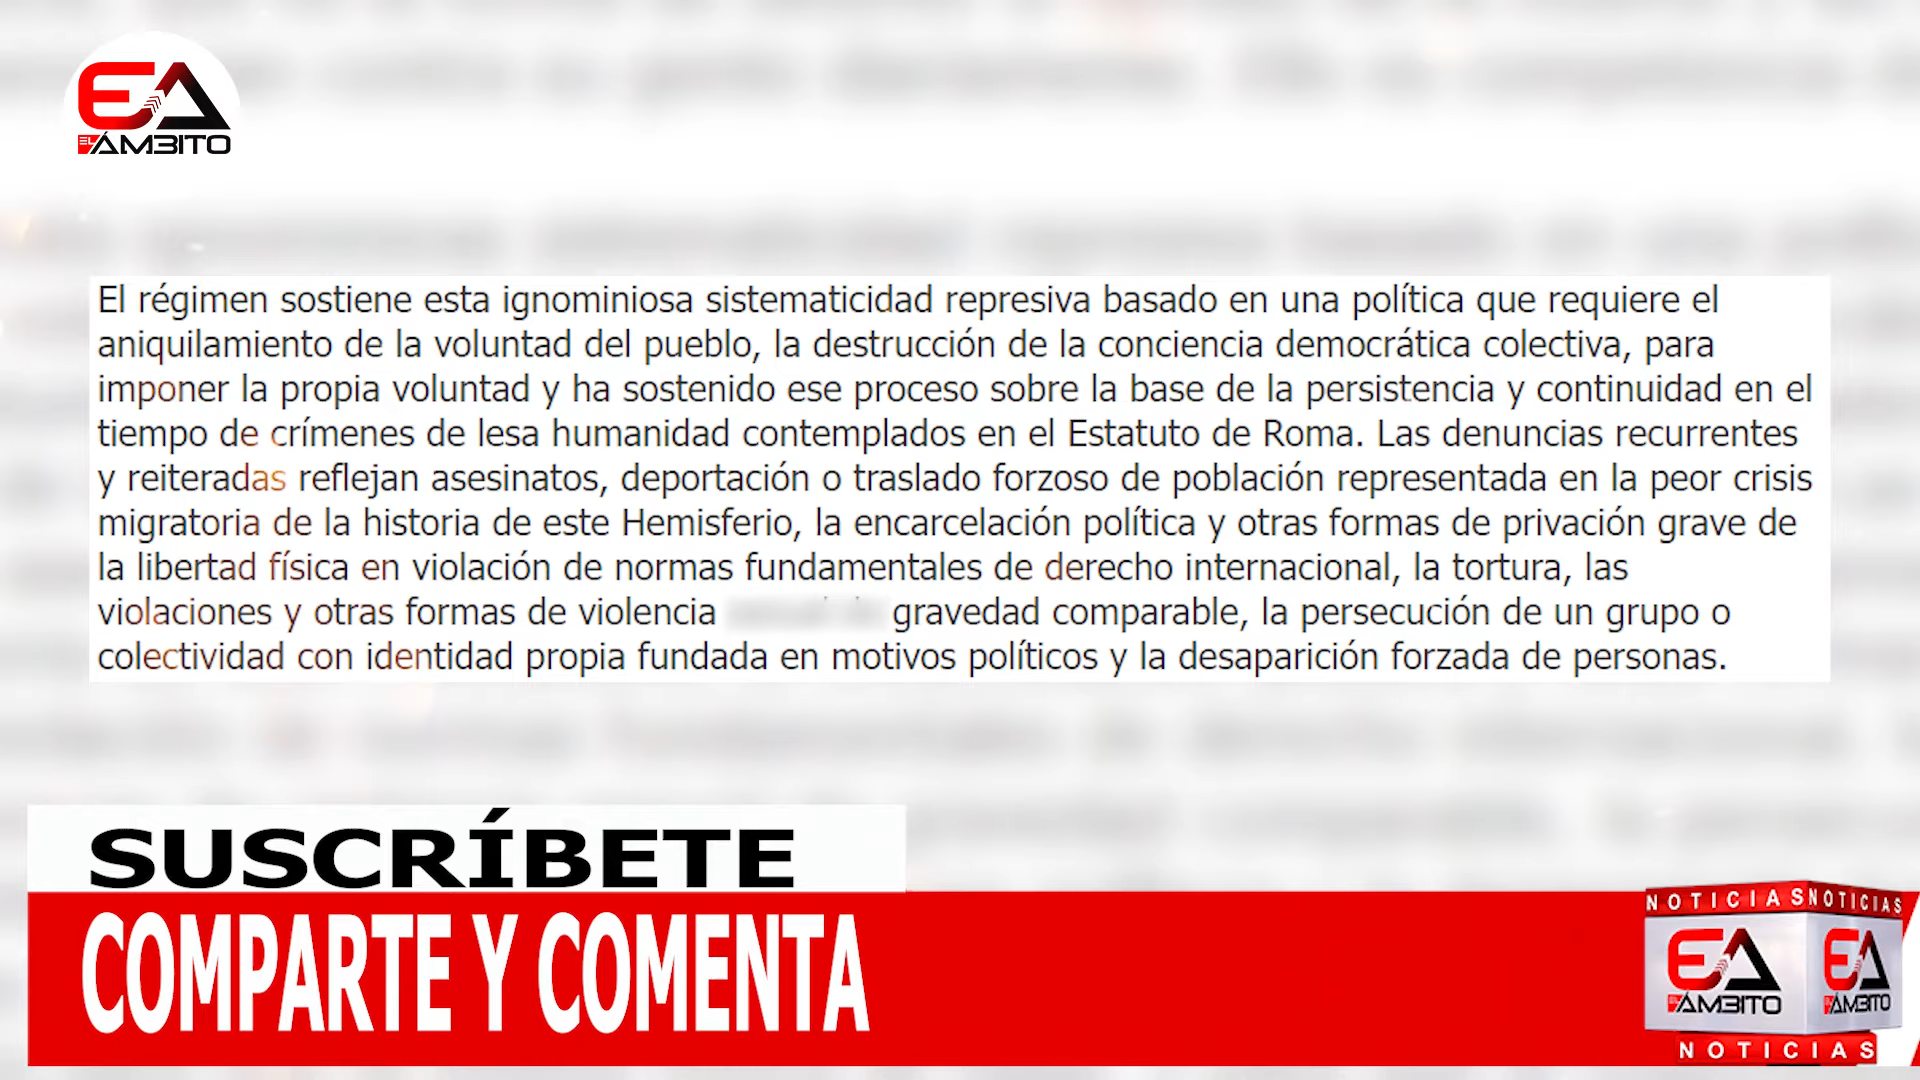 EA
EL ÁMBITO
El régimen sostiene esta ignominiosa sistematicidad represiva basado en una política que requiere el
aniquilamiento de la voluntad del pueblo, la destrucción de la conciencia democrática colectiva, para
imponer la propia voluntad y ha sostenido ese proceso sobre la base de la persistencia y continuidad en el
tiempo de crímenes de lesa humanidad contemplados en el Estatuto de Roma. Las denuncias recurrentes
y reiteradas reflejan asesinatos, deportación o traslado forzoso de población representada en la peor crisis
migratoria de la historia de este Hemisferio, la encarcelación política y otras formas de privación grave de
la libertad física en violación de normas fundamentales de derecho internacional, la tortura, las
violaciones y otras formas de violencia gravedad comparable, la persecución de un grupo o
colectividad con identidad propia fundada en motivos políticos y la desaparición forzada de personas.
SUSCRÍBETE
COMPARTE Y COMENTA
NOTICIAS NOTICIAS
EA EA
EL ÁMBITO EL ÁMBITO
NOTICIAS